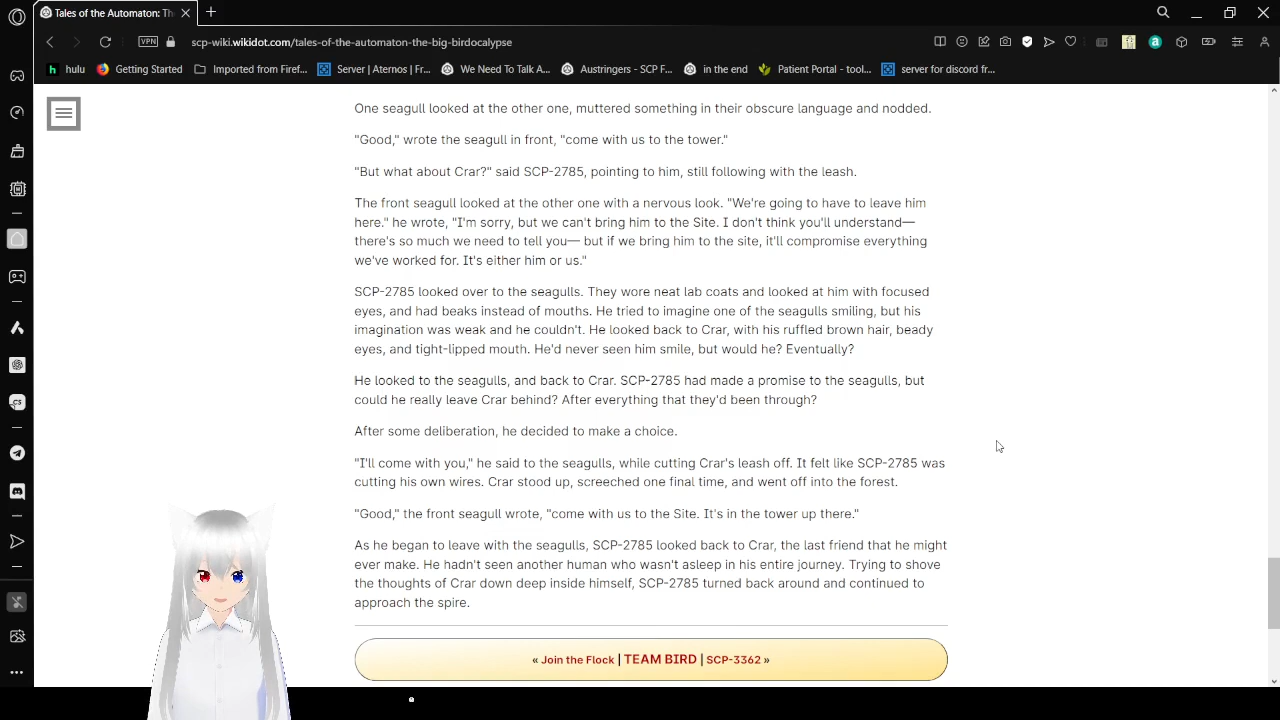 Tales of the Automaton: Th
scp-wiki.wikidot.com/tales-of-the-automaton-the-big-birdocalypse
VPN
hulu
Getting Started
Imported from Firef...
Server | Aternos | Fr...
We Need To Talk A...
Austringers - SCP F...
in the end
Patient Portal - tool...
server for discord fr...
One seagull looked at the other one, muttered something in their obscure language and nodded.
"Good," wrote the seagull in front, "come with us to the tower."
"But what about Crar?" said SCP-2785, pointing to him, still following with the leash.
The front seagull looked at the other one with a nervous look. "We're going to have to leave him
here." he wrote, "I'm sorry, but we can't bring him to the Site. I don't think you'll understand—
there's so much we need to tell you— but if we bring him to the site, it'll compromise everything
we've worked for. It's either him or us."
SCP-2785 looked over to the seagulls. They wore neat lab coats and looked at him with focused
eyes, and had beaks instead of mouths. He tried to imagine one of the seagulls smiling, but his
imagination was weak and he couldn't. He looked back to Crar, with his ruffled brown hair, beady
eyes, and tight-lipped mouth. He'd never seen him smile, but would he? Eventually?
He looked to the seagulls, and back to Crar. SCP-2785 had made a promise to the seagulls, but
could he really leave Crar behind? After everything that they'd been through?
After some deliberation, he decided to make a choice.
"I'll come with you," he said to the seagulls, while cutting Crar's leash off. It felt like SCP-2785 was
cutting his own wires. Crar stood up, screeched one final time, and went off into the forest.
"Good," the front seagull wrote, "come with us to the Site. It's in the tower up there."
As he began to leave with the seagulls, SCP-2785 looked back to Crar, the last friend that he might
ever make. He hadn't seen another human who wasn't asleep in his entire journey. Trying to shove
the thoughts of Crar down deep inside himself, SCP-2785 turned back around and continued to
approach the spire.
« Join the Flock | TEAM BIRD | SCP-3362 »